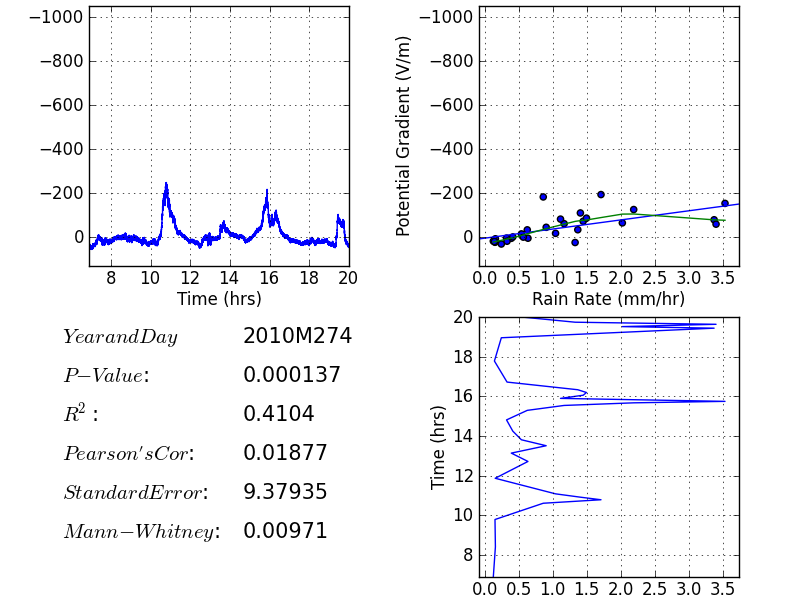 −1000
−800
−600
−400
−200
0
8 10 12 14 16 18 20
Time (hrs)
Potential Gradient (V/m)
−1000
−800
−600
−400
−200
0
0.0 0.5 1.0 1.5 2.0 2.5 3.0 3.5
Rain Rate (mm/hr)
YearandDay 2010M274
P−Value: 0.000137
R²: 0.4104
Pearson'sCor: 0.01877
StandardError: 9.37935
Mann−Whitney: 0.00971
Time (hrs)
20
18
16
14
12
10
8
0.0 0.5 1.0 1.5 2.0 2.5 3.0 3.5